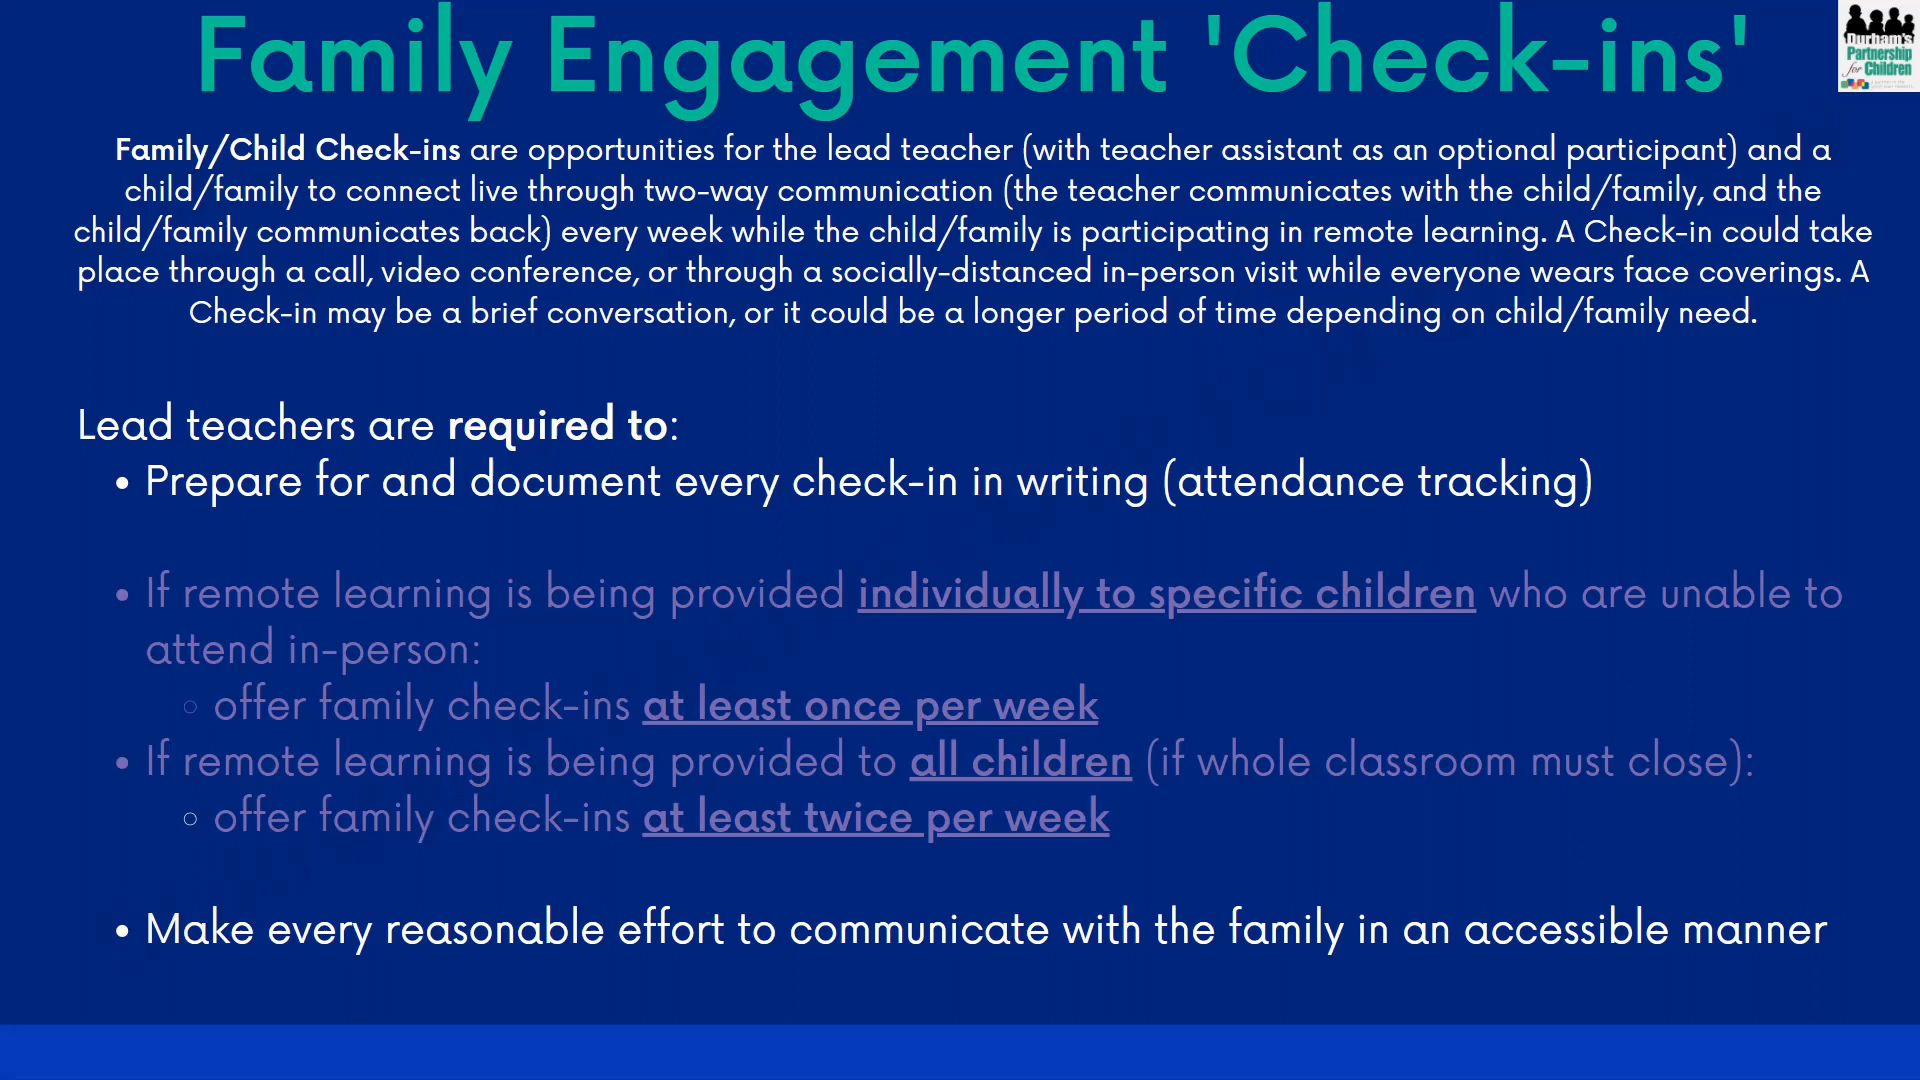 Family Engagement 'Check-ins'
Durham's
Partnership
for Children
Family/Child Check-ins are opportunities for the lead teacher (with teacher assistant as an optional participant) and a
child/family to connect live through two-way communication (the teacher communicates with the child/family, and the
child/family communicates back) every week while the child/family is participating in remote learning. A Check-in could take
place through a call, video conference, or through a socially-distanced in-person visit while everyone wears face coverings. A
Check-in may be a brief conversation, or it could be a longer period of time depending on child/family need.
Lead teachers are required to:
• Prepare for and document every check-in in writing (attendance tracking)
• If remote learning is being provided individually to specific children who are unable to
attend in-person:
◦ offer family check-ins at least once per week
• If remote learning is being provided to all children (if whole classroom must close):
◦ offer family check-ins at least twice per week
• Make every reasonable effort to communicate with the family in an accessible manner